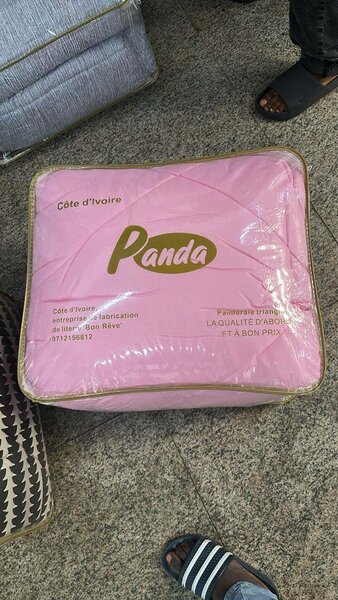 Côte d'Ivoire
Panda
Côte d'Ivoire,
entreprise de fabrication
de literie 'Bon Rêve'
0712156812
Palmeraie triangle
LA QUALITÉ D'ABORD
ET À BON PRIX